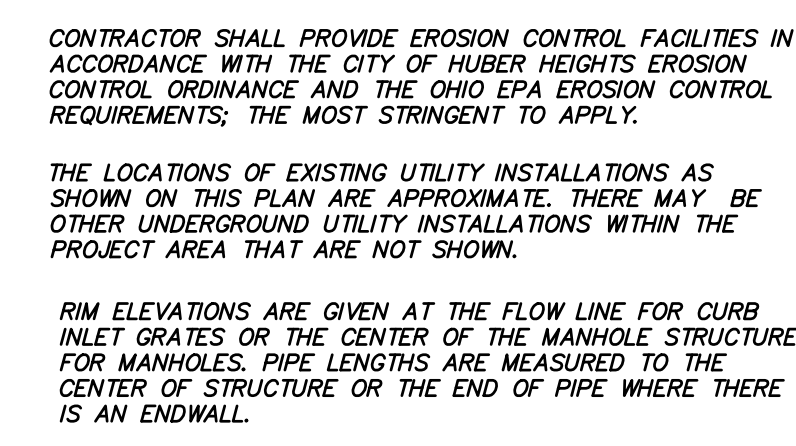 CONTRACTOR SHALL PROVIDE EROSION CONTROL FACILITIES IN
ACCORDANCE WITH THE CITY OF HUBER HEIGHTS EROSION
CONTROL ORDINANCE AND THE OHIO EPA EROSION CONTROL
REQUIREMENTS; THE MOST STRINGENT TO APPLY.
THE LOCATIONS OF EXISTING UTILITY INSTALLATIONS AS
SHOWN ON THIS PLAN ARE APPROXIMATE. THERE MAY BE
OTHER UNDERGROUND UTILITY INSTALLATIONS WITHIN THE
PROJECT AREA THAT ARE NOT SHOWN.
RIM ELEVATIONS ARE GIVEN AT THE FLOW LINE FOR CURB
INLET GRATES OR THE CENTER OF THE MANHOLE STRUCTURE
FOR MANHOLES. PIPE LENGTHS ARE MEASURED TO THE
CENTER OF STRUCTURE OR THE END OF PIPE WHERE THERE
IS AN ENDWALL.